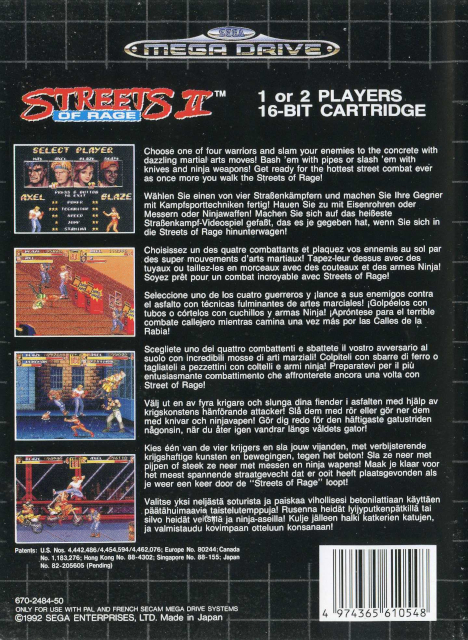 SEGA
MEGA DRIVE
STREETS OF RAGE II™
1 or 2 PLAYERS
16-BIT CARTRIDGE
SELECT PLAYER
MAX AXEL BLAZE
AXEL BLAZE
POWER
TECHNIQUE
SPEED
JUMP
STAMINA
Choose one of four warriors and slam your enemies to the concrete with
dazzling martial arts moves! Bash 'em with pipes or slash 'em with
knives and ninja weapons! Get ready for the hottest street combat ever
as once more you walk the Streets of Rage!
Wählen Sie einen von vier Straßenkämpfern und machen Sie Ihre Gegner
mit Kampfsporttechniken fertig! Hauen Sie zu mit Eisenrohren oder
Messern oder Ninjawaffen! Machen Sie sich auf das heißeste
Straßenkampf-Videospiel gefaßt, das es je gegeben hat, wenn Sie sich in
die Streets of Rage hinunterwagen!
Choisissez un des quatre combattants et plaquez vos ennemis au sol par
des super mouvements d'arts martiaux! Tapez-leur dessus avec des
tuyaux ou taillez-les en morceaux avec des couteaux et des armes Ninja!
Soyez prêt pour un combat incroyable avec Streets of Rage!
Seleccione uno de los cuatro guerreros y ¡lance a sus enemigos contra
el asfalto con técnicas fulminantes de artes marciales! ¡Golpéelos con
tubos o córtelos con cuchillos y armas Ninja! ¡Apróntese para el terrible
combate callejero mientras camina una vez más por las Calles de la
Rabia!
Scegliete uno dei quattro combattenti e sbattete il vostro avversario al
suolo con incredibili mosse di arti marziali! Colpiteli con sbarre di ferro o
tagliateli a pezzettini con coltelli e armi ninja! Preparatevi per il più
entusiasmante combattimento che affronterete ancora una volta con
Street of Rage!
Välj ut en av fyra krigare och slunga dina fiender i asfalten med hjälp av
krigskonstens hänförande attacker! Slå dem med rör eller gör ner dem
med knivar och ninjavapen! Gör dig redo för den häftigaste gatustriden
någonsin, när du åter igen vandrar längs våldets gator!
Kies één van de vier krijgers en sla jouw vijanden, met verbijsterende
krijgshaftige kunsten en bewegingen, tegen het beton! Sla ze neer met
pijpen of steek ze neer met messen en ninja wapens! Maak je klaar voor
het meest spannende straatgevecht dat er ooit heeft plaatsgevonden als
je weer een keer door de "Streets of Rage" loopt!
Valitse yksi neljästä soturista ja paiskaa vihollisesi betonilattiaan käyttäen
päätähuimaavia taistelutemppuja! Rusenna heidät lyijyputkenpätkillä tai
silvo heidät veitsellä ja ninja-aseilla! Kulje jälleen halki katkerien katujen,
ja valmistaudu kovimpaan otteluun konsanaan!
Patents: U.S. Nos. 4,442,486/4,454,594/4,462,076; Europe No. 80244; Canada
No. 1,183,276; Hong Kong No. 88-4302; Singapore No. 88-155; Japan
No. 82-205605 (Pending)
670-2484-50
ONLY FOR USE WITH PAL AND FRENCH SECAM MEGA DRIVE SYSTEMS
©1992 SEGA ENTERPRISES, LTD. Made in Japan
4 974365 610548